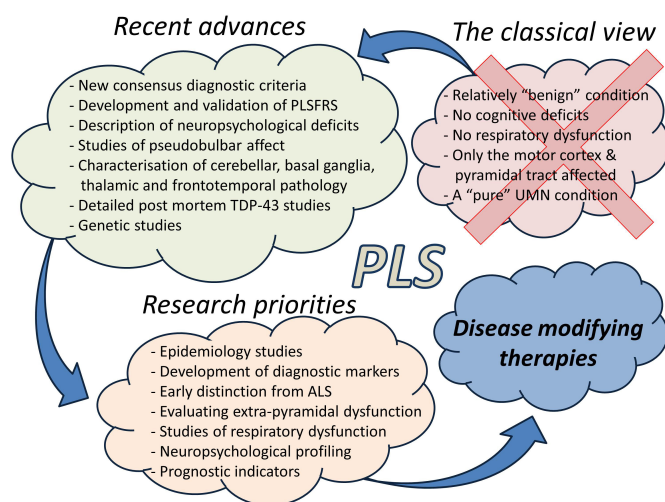 Recent advances
- New consensus diagnostic criteria
- Development and validation of PLSFRS
- Description of neuropsychological deficits
- Studies of pseudobulbar affect
- Characterisation of cerebellar, basal ganglia,
thalamic and frontotemporal pathology
- Detailed post mortem TDP-43 studies
- Genetic studies
The classical view
- Relatively “benign” condition
- No cognitive deficits
- No respiratory dysfunction
- Only the motor cortex &
pyramidal tract affected
- A “pure” UMN condition
PLS
Research priorities
- Epidemiology studies
- Development of diagnostic markers
- Early distinction from ALS
- Evaluating extra-pyramidal dysfunction
- Studies of respiratory dysfunction
- Neuropsychological profiling
- Prognostic indicators
Disease modifying
therapies